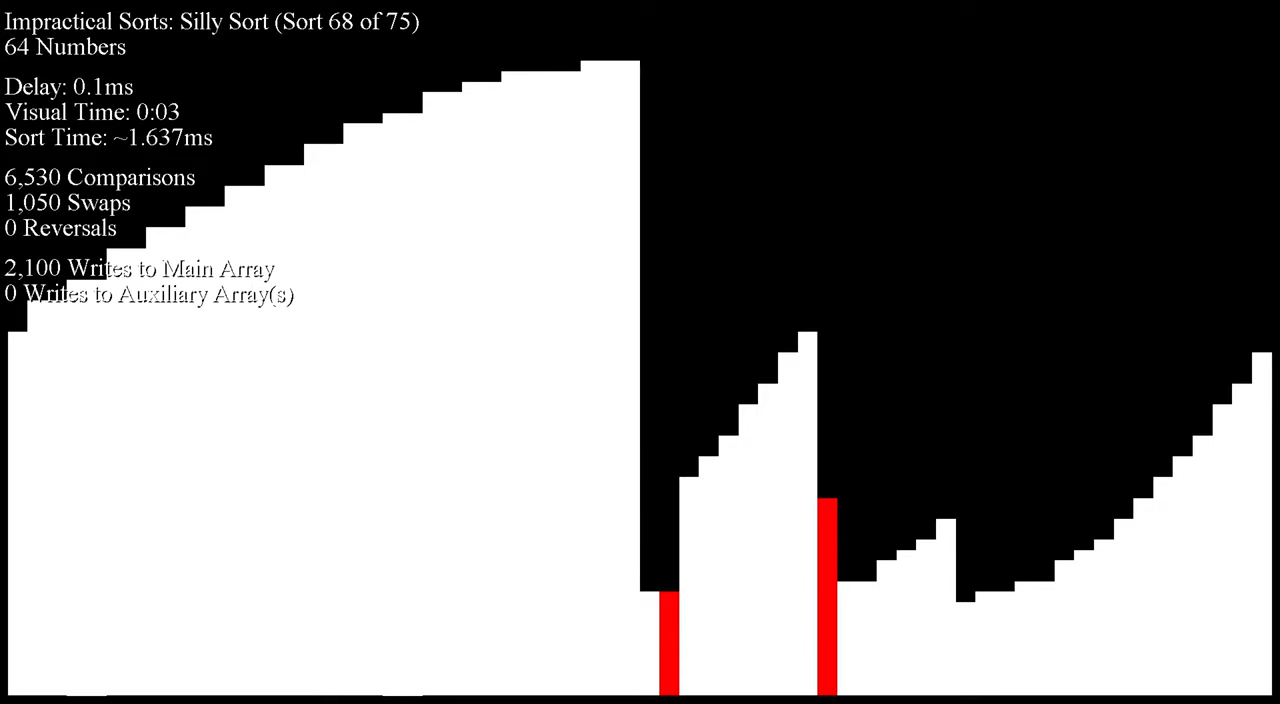 Impractical Sorts: Silly Sort (Sort 68 of 75)
64 Numbers
Delay: 0.1ms
Visual Time: 0:03
Sort Time: ~1.637ms
6,530 Comparisons
1,050 Swaps
0 Reversals
2,100 Writes to Main Array
0 Writes to Auxiliary Array(s)